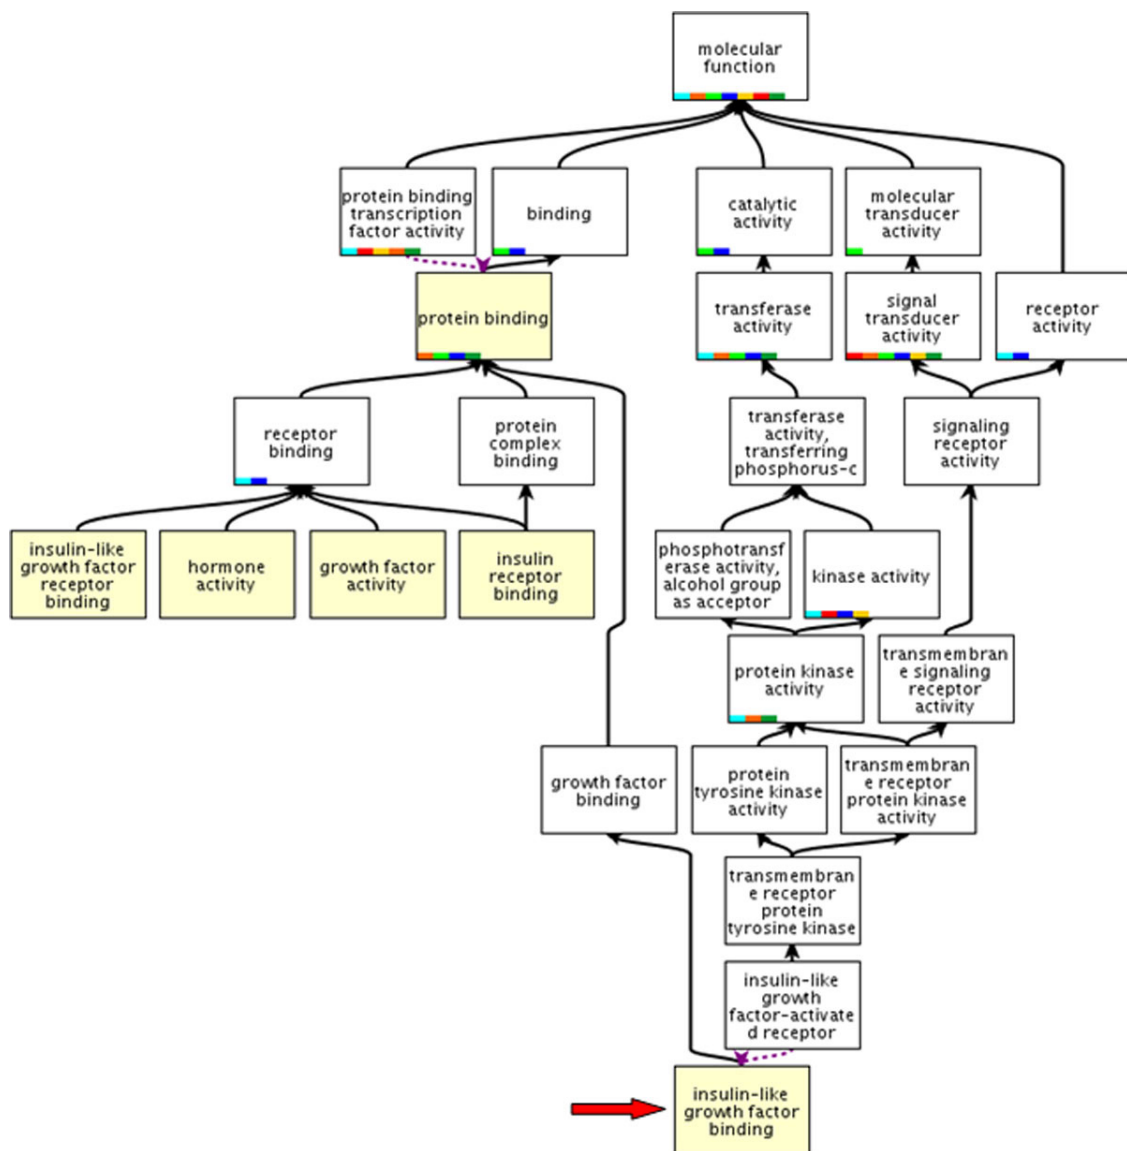 molecular
function
protein binding
transcription
factor activity
binding
catalytic
activity
molecular
transducer
activity
protein binding
transferase
activity
signal
transducer
activity
receptor
activity
receptor
binding
protein
complex
binding
transferase
activity,
transferring
phosphorus-c
signaling
receptor
activity
insulin-like
growth factor
receptor
binding
hormone
activity
growth factor
activity
insulin
receptor
binding
phosphotransf
erase activity,
alcohol group
as acceptor
kinase activity
protein kinase
activity
transmembran
e signaling
receptor
activity
growth factor
binding
protein
tyrosine kinase
activity
transmembran
e receptor
protein kinase
activity
transmembran
e receptor
protein
tyrosine kinase
insulin-like
growth
factor-activate
d receptor
insulin-like
growth factor
binding